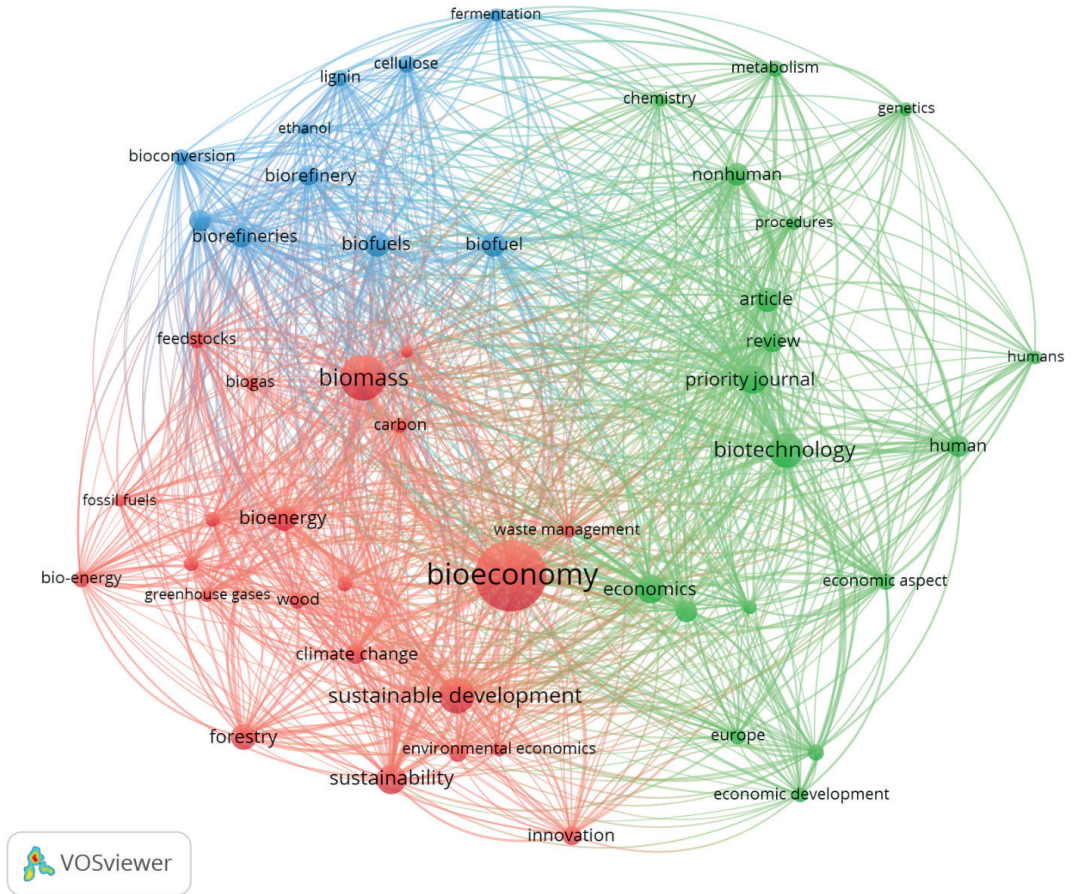 fermentation
cellulose
lignin
metabolism
chemistry
genetics
ethanol
bioconversion
biorefinery
nonhuman
procedures
biorefineries
biofuels
biofuel
article
feedstocks
review
humans
biomass
priority journal
biogas
carbon
biotechnology
human
fossil fuels
bioenergy
waste management
bioeconomy
bio-energy
economic aspect
economics
greenhouse gases
wood
climate change
sustainable development
forestry
europe
environmental economics
sustainability
economic development
innovation
VOSviewer